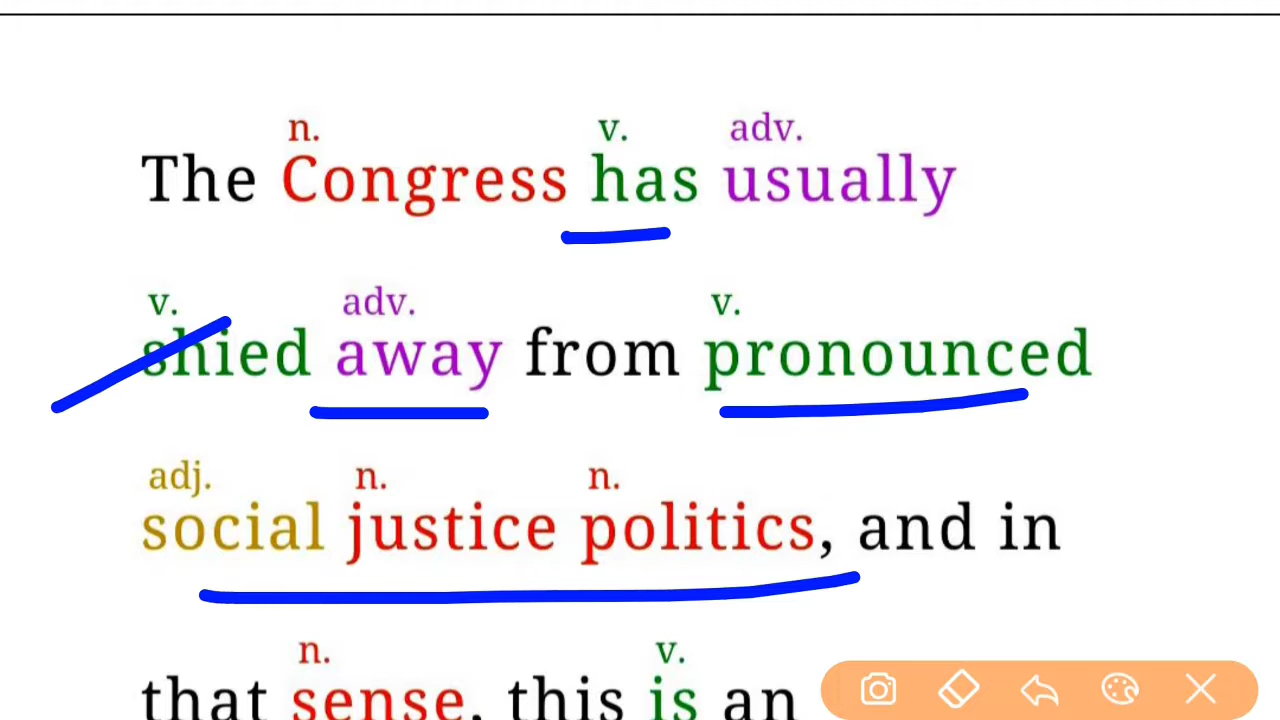 n. v. adv.
The Congress has usually
v. adv. v.
shied away from pronounced
adj. n. n.
social justice politics, and in
n. v.
that sense, this is an